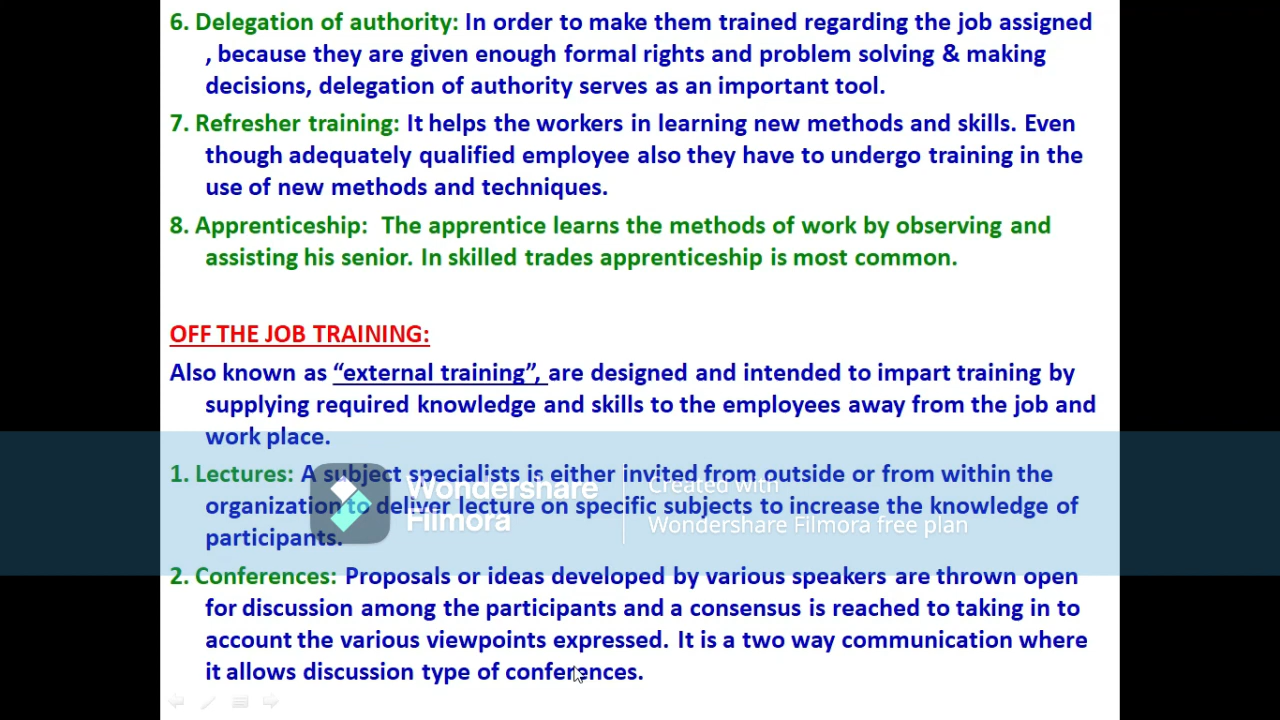 6. Delegation of authority: In order to make them trained regarding the job assigned
, because they are given enough formal rights and problem solving & making
decisions, delegation of authority serves as an important tool.
7. Refresher training: It helps the workers in learning new methods and skills. Even
though adequately qualified employee also they have to undergo training in the
use of new methods and techniques.
8. Apprenticeship:  The apprentice learns the methods of work by observing and
assisting his senior. In skilled trades apprenticeship is most common.
OFF THE JOB TRAINING:
Also known as “external training”, are designed and intended to impart training by
supplying required knowledge and skills to the employees away from the job and
work place.
1. Lectures: A subject specialists is either invited from outside or from within the
organization to deliver lecture on specific subjects to increase the knowledge of
participants.
Wondershare
Filmora
Created with
Wondershare Filmora free plan
2. Conferences: Proposals or ideas developed by various speakers are thrown open
for discussion among the participants and a consensus is reached to taking in to
account the various viewpoints expressed. It is a two way communication where
it allows discussion type of conferences.